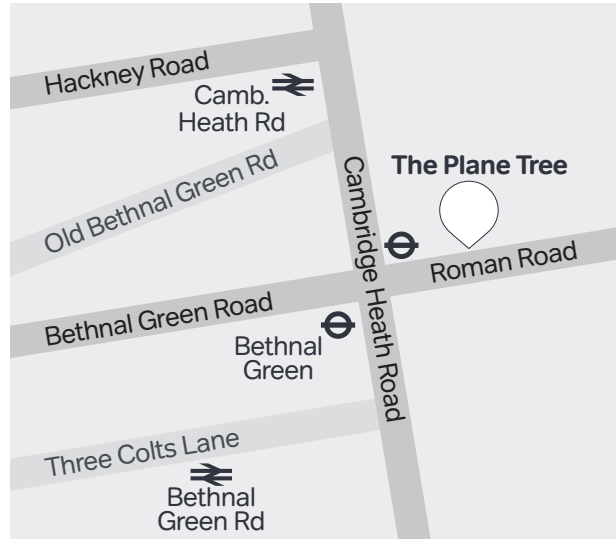 Hackney Road
Camb.
Heath Rd
Old Bethnal Green Rd
Cambridge Heath Road
The Plane Tree
Roman Road
Bethnal Green Road
Bethnal
Green
Three Colts Lane
Bethnal
Green Rd